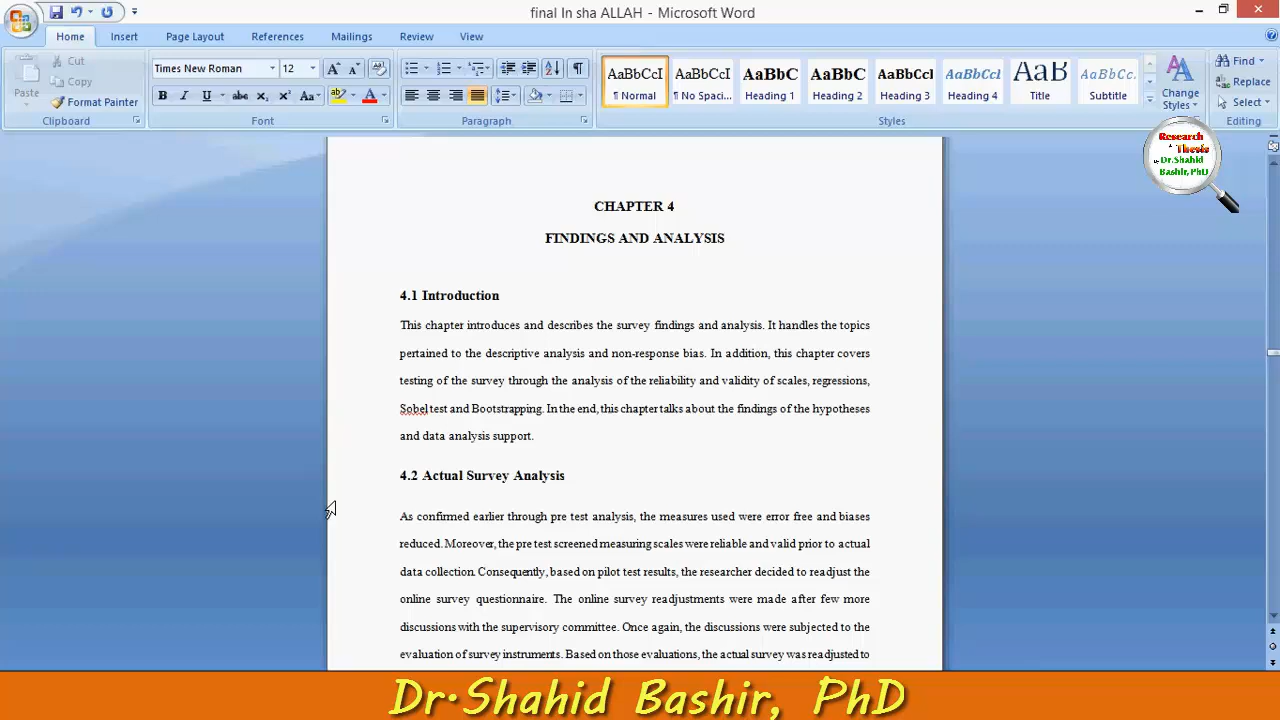 final In sha ALLAH - Microsoft Word
Home Insert Page Layout References Mailings Review View
Paste
Cut
Copy
Format Painter
Clipboard
Times New Roman 12
B I U abc X₂ X² Aa
Font
Paragraph
AaBbCcI AaBbCcI AaBbC AaBbC AaBbCcl AaBbCcl AaB AaBbCc.
¶ Normal ¶ No Spaci... Heading 1 Heading 2 Heading 3 Heading 4 Title Subtitle
Styles
Change
Styles
Find
Replace
Select
Editing
Research
Thesis
Dr.Shahid
Bashir, PhD
CHAPTER 4
FINDINGS AND ANALYSIS
4.1 Introduction
This chapter introduces and describes the survey findings and analysis. It handles the topics
pertained to the descriptive analysis and non-response bias. In addition, this chapter covers
testing of the survey through the analysis of the reliability and validity of scales, regressions,
Sobel test and Bootstrapping. In the end, this chapter talks about the findings of the hypotheses
and data analysis support.
4.2 Actual Survey Analysis
As confirmed earlier through pre test analysis, the measures used were error free and biases
reduced. Moreover, the pre test screened measuring scales were reliable and valid prior to actual
data collection. Consequently, based on pilot test results, the researcher decided to readjust the
online survey questionnaire. The online survey readjustments were made after few more
discussions with the supervisory committee. Once again, the discussions were subjected to the
evaluation of survey instruments. Based on those evaluations, the actual survey was readjusted to
Dr.Shahid Bashir, PhD